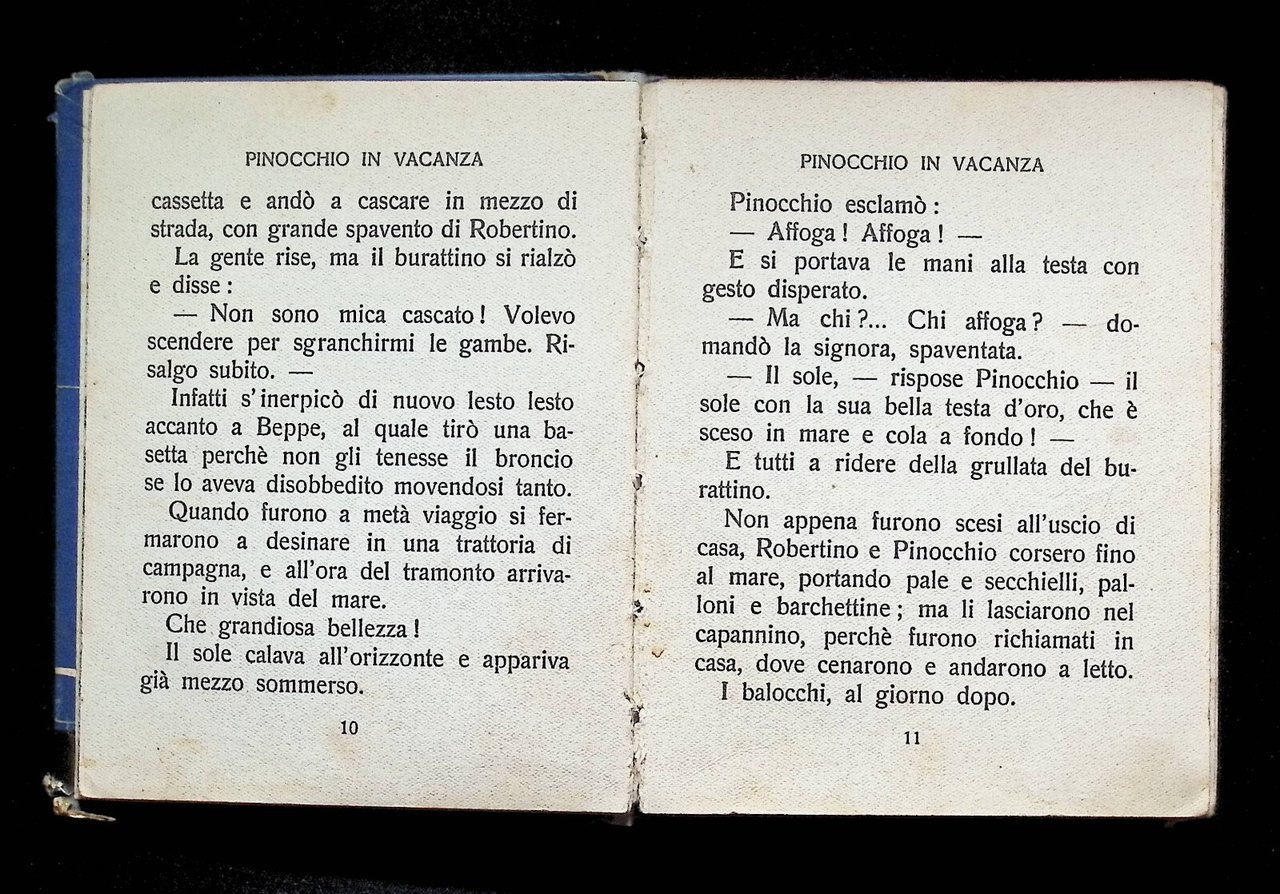 PINOCCHIO IN VACANZA
cassetta e andò a cascare in mezzo di
strada, con grande spavento di Robertino.
La gente rise, ma il burattino si rialzò
e disse :
— Non sono mica cascato ! Volevo
scendere per sgranchirmi le gambe. Ri-
salgo subito. —
Infatti s'inerpicò di nuovo lesto lesto
accanto a Beppe, al quale tirò una ba-
setta perchè non gli tenesse il broncio
se lo aveva disobbedito movendosi tanto.
Quando furono a metà viaggio si fer-
marono a desinare in una trattoria di
campagna, e all'ora del tramonto arriva-
rono in vista del mare.
Che grandiosa bellezza !
Il sole calava all'orizzonte e appariva
già mezzo sommerso.
10
PINOCCHIO IN VACANZA
Pinocchio esclamò :
— Affoga ! Affoga ! —
E si portava le mani alla testa con
gesto disperato.
— Ma chi ?... Chi affoga ? — do-
mandò la signora, spaventata.
— Il sole, — rispose Pinocchio — il
sole con la sua bella testa d'oro, che è
sceso in mare e cola a fondo ! —
E tutti a ridere della grullata del bu-
rattino.
Non appena furono scesi all'uscio di
casa, Robertino e Pinocchio corsero fino
al mare, portando pale e secchielli, pal-
loni e barchettine ; ma li lasciarono nel
capannino, perchè furono richiamati in
casa, dove cenarono e andarono a letto.
I balocchi, al giorno dopo.
11